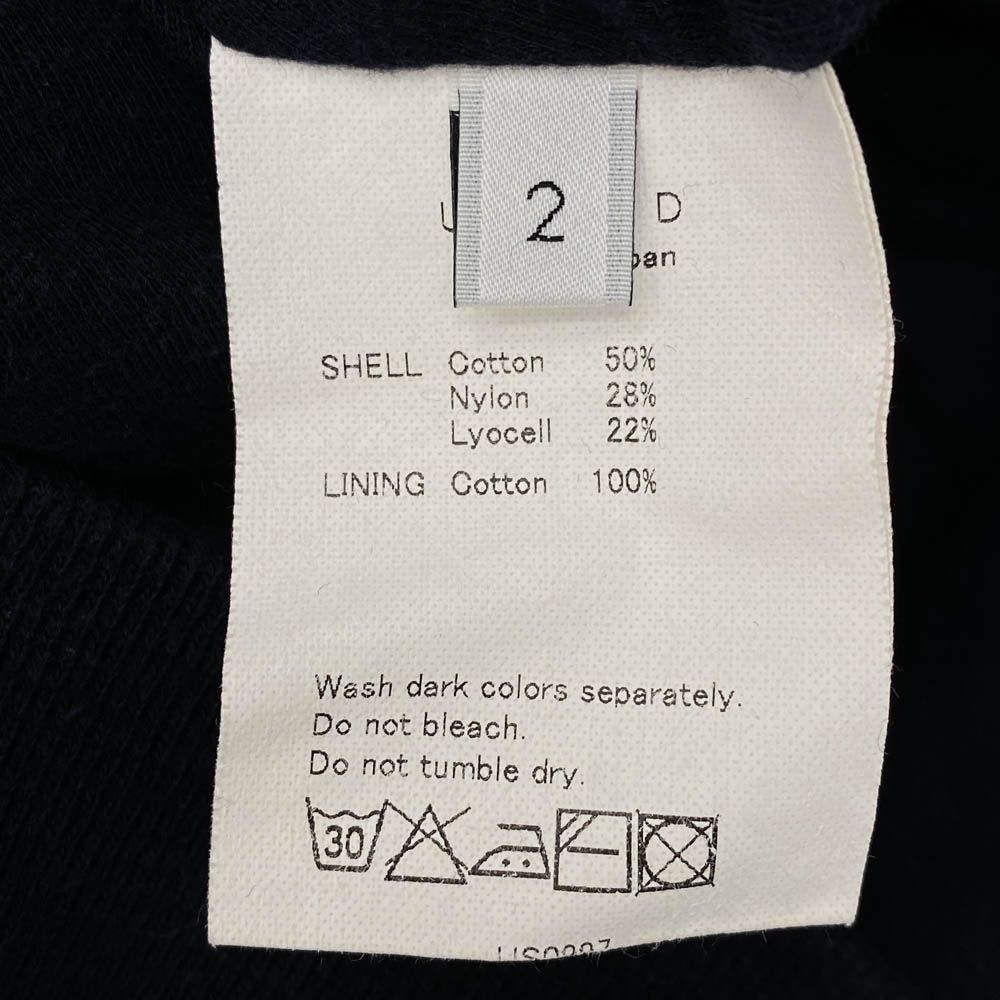 2
D
SHELL Cotton 50%
Nylon 28%
Lyocell 22%
LINING Cotton 100%
Wash dark colors separately.
Do not bleach.
Do not tumble dry.
30